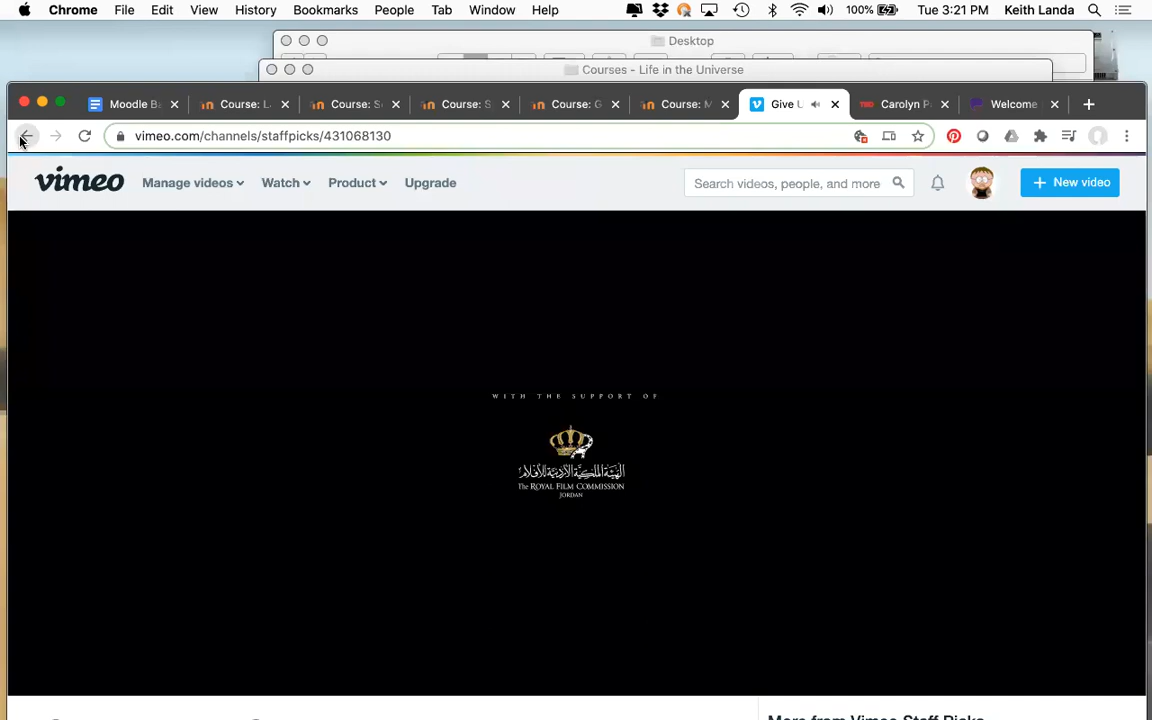 Chrome File Edit View History Bookmarks People Tab Window Help 100% Tue 3:21 PM Keith Landa
Desktop
Courses - Life in the Universe
Moodle Ba Course: L Course: S Course: S Course: G Course: M Give U Carolyn P Welcome
vimeo.com/channels/staffpicks/431068130
vimeo Manage videos Watch Product Upgrade Search videos, people, and more New video
WITH THE SUPPORT OF
الهيئة الملكية الأردنية للأفلام
The ROYAL FILM COMMISSION
JORDAN
More from Vimeo Staff Picks